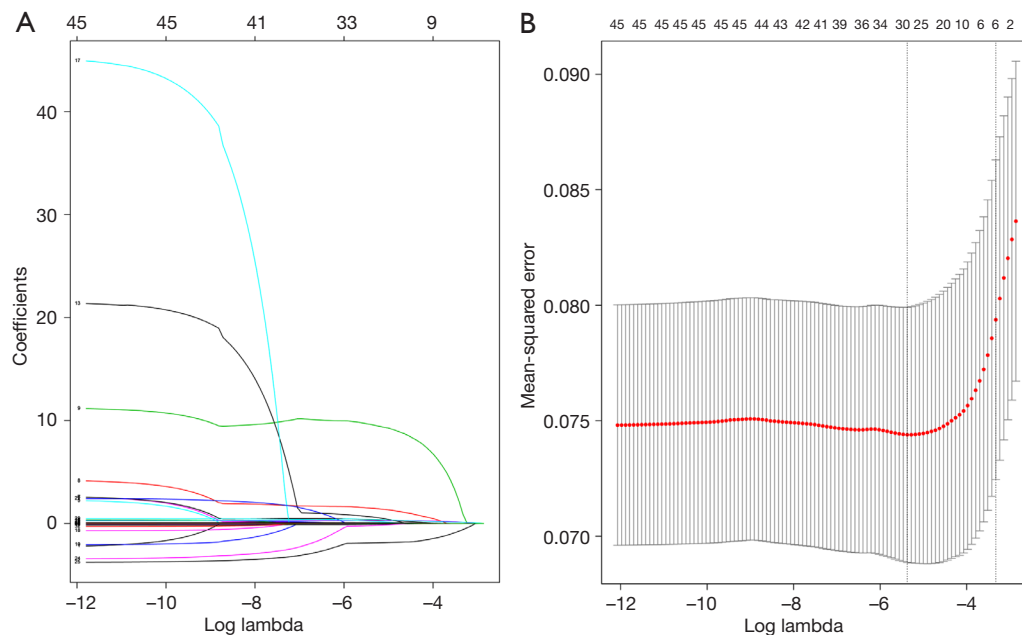 A
45 45 41 33 9
40
30
20
10
0
Coefficients
17
13
9
−12 −10 −8 −6 −4
Log lambda
B
45 45 45 45 45 45 45 44 43 42 41 39 36 34 30 25 20 10 6 6 2
0.090
0.085
0.080
0.075
0.070
Mean-squared error
−12 −10 −8 −6 −4
Log lambda